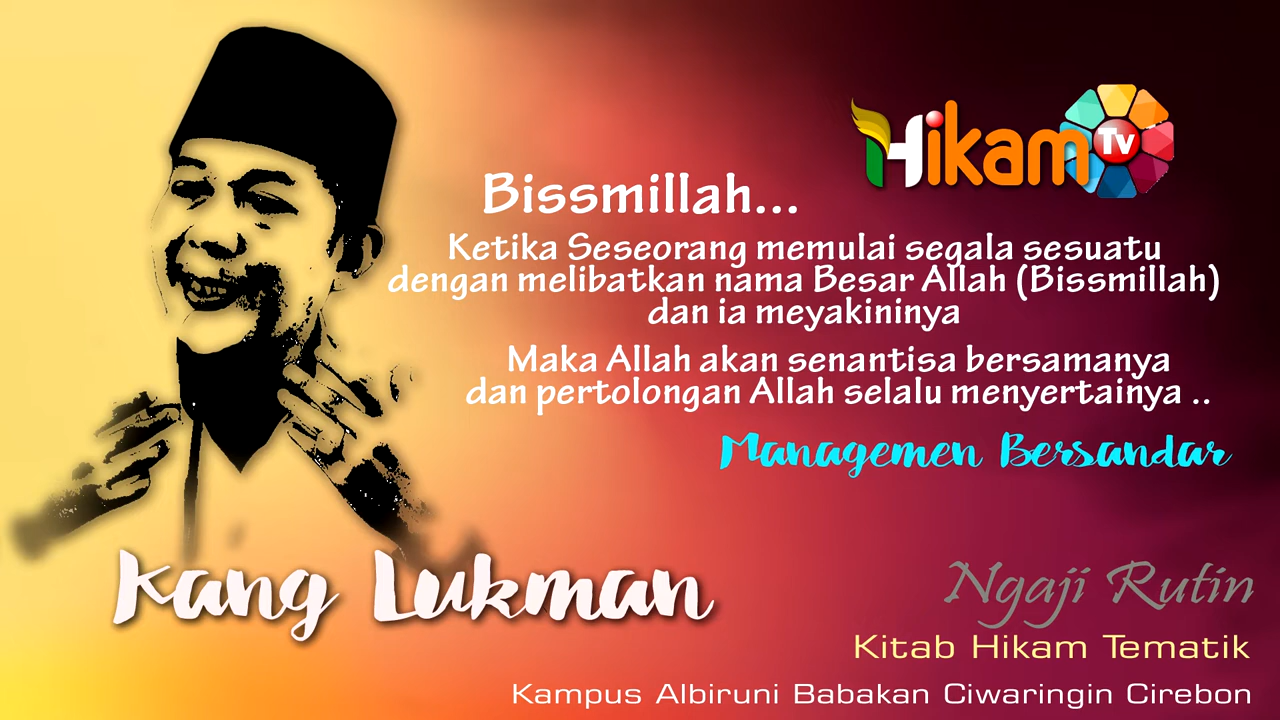 Hikam Tv
Bissmillah...
Ketika Seseorang memulai segala sesuatu
dengan melibatkan nama Besar Allah (Bissmillah)
dan ia meyakininya
Maka Allah akan senantisa bersamanya
dan pertolongan Allah selalu menyertainya ..
Managemen Bersandar
Kang Lukman
Ngaji Rutin
Kitab Hikam Tematik
Kampus Albiruni Babakan Ciwaringin Cirebon